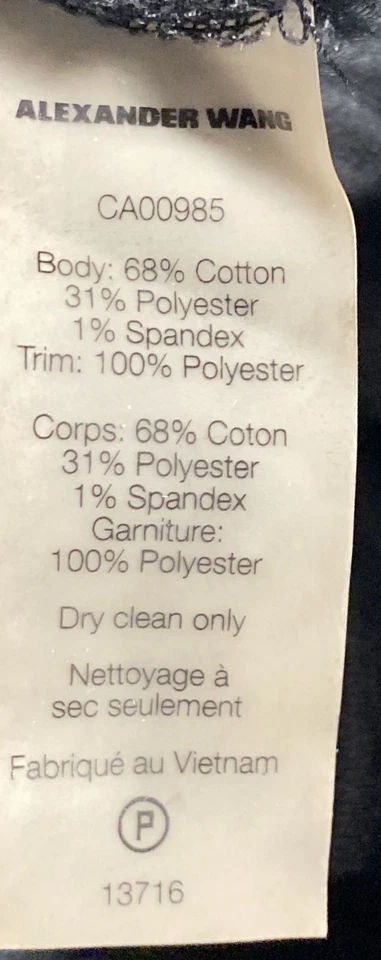 ALEXANDER WANG
CA00985
Body: 68% Cotton
31% Polyester
1% Spandex
Trim: 100% Polyester
Corps: 68% Coton
31% Polyester
1% Spandex
Garniture:
100% Polyester
Dry clean only
Nettoyage à
sec seulement
Fabriqué au Vietnam
P
13716